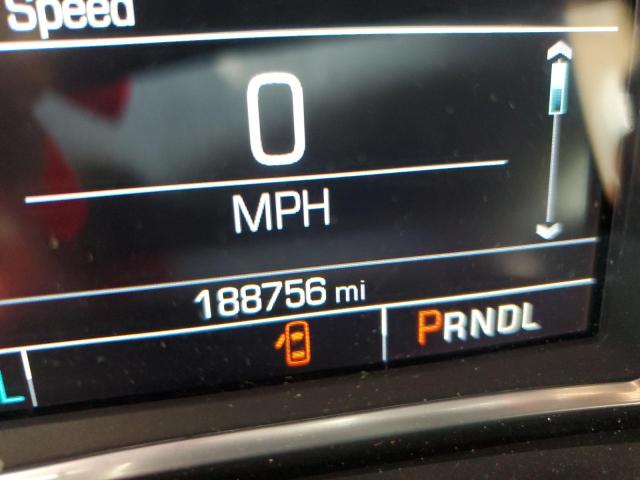 Speed
0
MPH
188756 mi
L
PRNDL